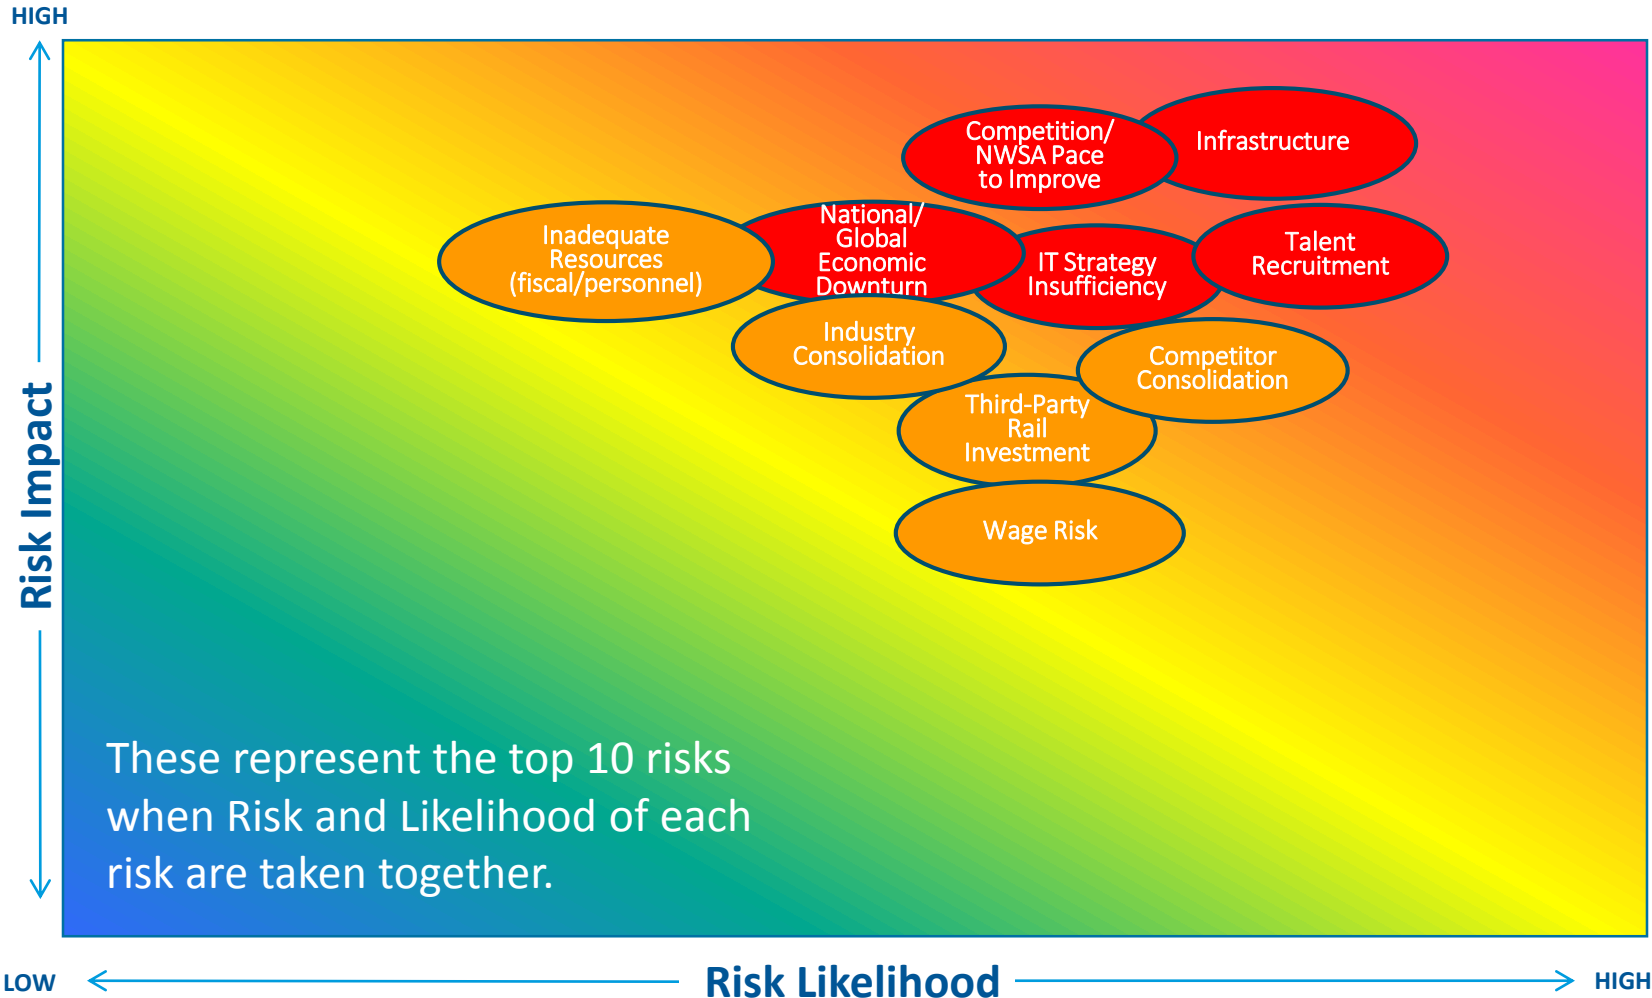 HIGH
Competition/
NWSA Pace
to Improve
Infrastructure
Inadequate
Resources
(fiscal/personnel)
National/
Global
Economic
Downturn
IT Strategy
Insufficiency
Talent
Recruitment
Industry
Consolidation
Competitor
Consolidation
Third-Party
Rail
Investment
Wage Risk
Risk Impact
These represent the top 10 risks
when Risk and Likelihood of each
risk are taken together.
LOW
Risk Likelihood
HIGH